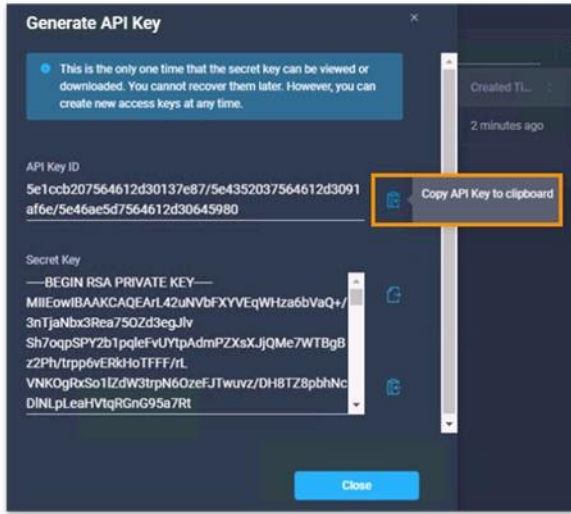 Generate API Key
×
This is the only one time that the secret key can be viewed or
downloaded. You cannot recover them later. However, you can
create new access keys at any time.
Created Ti...
2 minutes ago
API Key ID
5e1ccb207564612d30137e87/5e4352037564612d3091
af6e/5e46ae5d7564612d30645980
Copy API Key to clipboard
Secret Key
-----BEGIN RSA PRIVATE KEY-----
MIIEowIBAAKCAQEArL42uNVbFXYVEqWHza6bVaQ+/
3nTjaNbx3Rea75OZd3egJlv
Sh7oqpSPY2b1pqleFvUYtpAdmPZXsXJjQMe7WTBgB
z2Ph/trpp6vERkHoTFFF/rL
VNKOgRxSo1lZdW3trpN6OzeFJTwuvz/DH8TZ8pbhNc
DlNLpLeaHVtqRGnG95a7Rt
Close